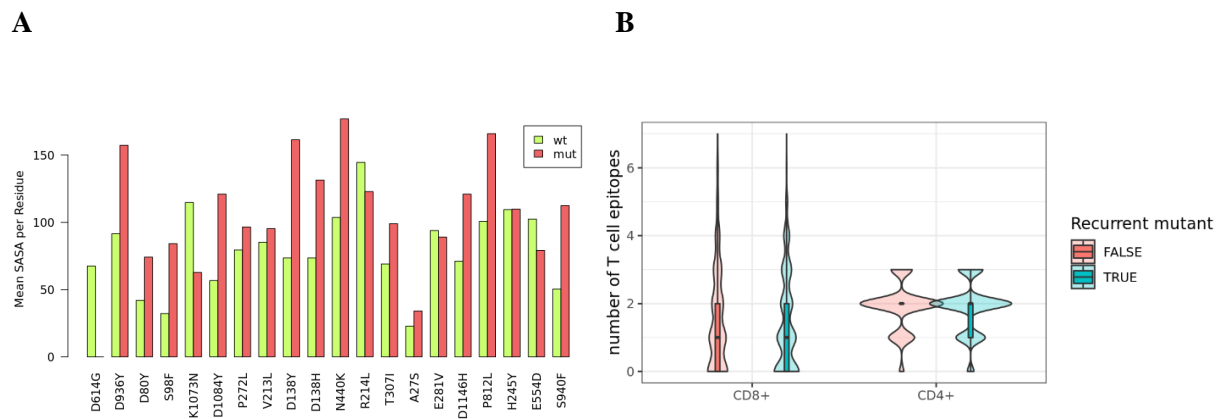 A
B
Mean SASA per Residue
150
100
50
0
wt
mut
D614G
D936Y
D80Y
S98F
K1073N
D1084Y
P272L
V213L
D138Y
D138H
N440K
R214L
T307I
A27S
E281V
D1146H
P812L
H245Y
E554D
S940F
number of T cell epitopes
6
4
2
0
CD8+
CD4+
Recurrent mutant
FALSE
TRUE